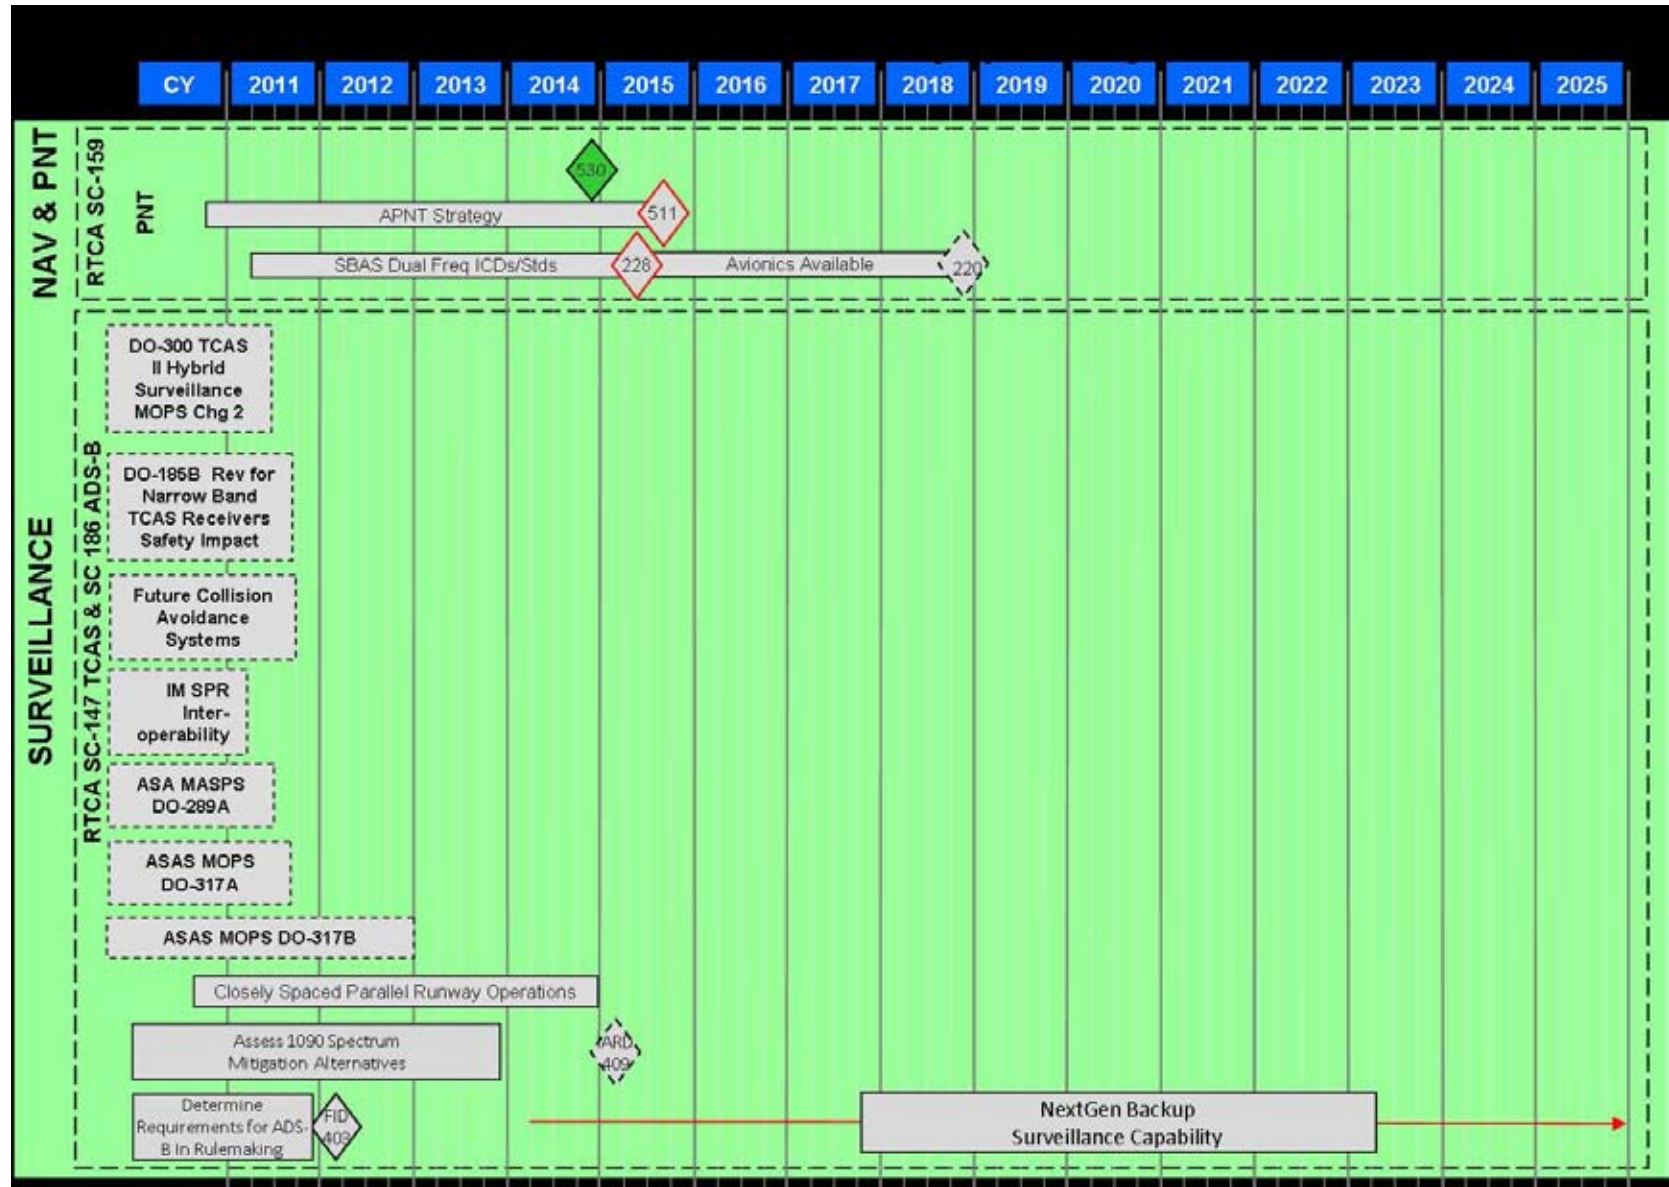 CY 2011 2012 2013 2014 2015 2016 2017 2018 2019 2020 2021 2022 2023 2024 2025
NAV & PNT
RTCA SC-159
PNT
530
APNT Strategy
511
SBAS Dual Freq ICDs/Stds
228
Avionics Available
220
SURVEILLANCE
RTCA SC-147 TCAS & SC 186 ADS-B
DO-300 TCAS
II Hybrid
Surveillance
MOPS Chg 2
DO-185B Rev for
Narrow Band
TCAS Receivers
Safety Impact
Future Collision
Avoidance
Systems
IM SPR
Inter-
operability
ASA MASPS
DO-289A
ASAS MOPS
DO-317A
ASAS MOPS DO-317B
Closely Spaced Parallel Runway Operations
Assess 1090 Spectrum
Mitigation Alternatives
ARD
409
Determine
Requirements for ADS-
B In Rulemaking
FID
403
NextGen Backup
Surveillance Capability